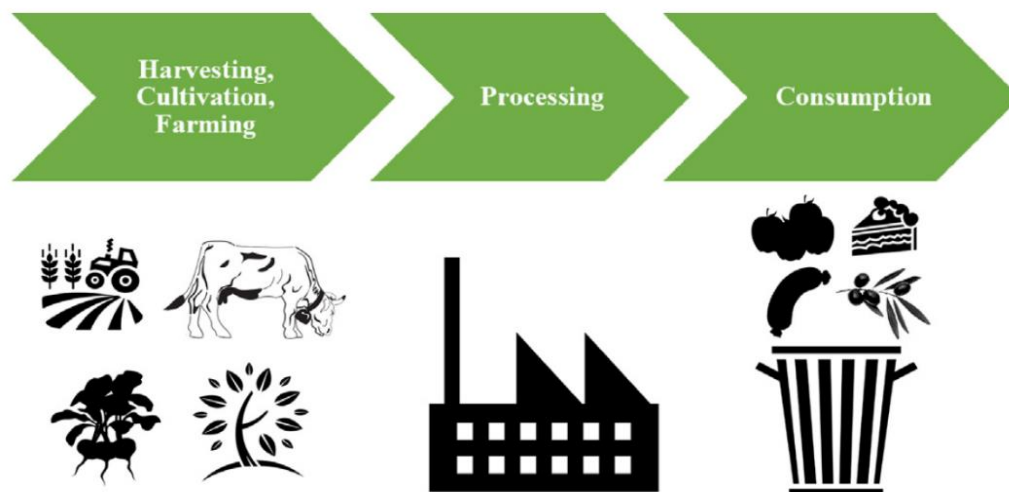 Harvesting,
Cultivation,
Farming
Processing
Consumption